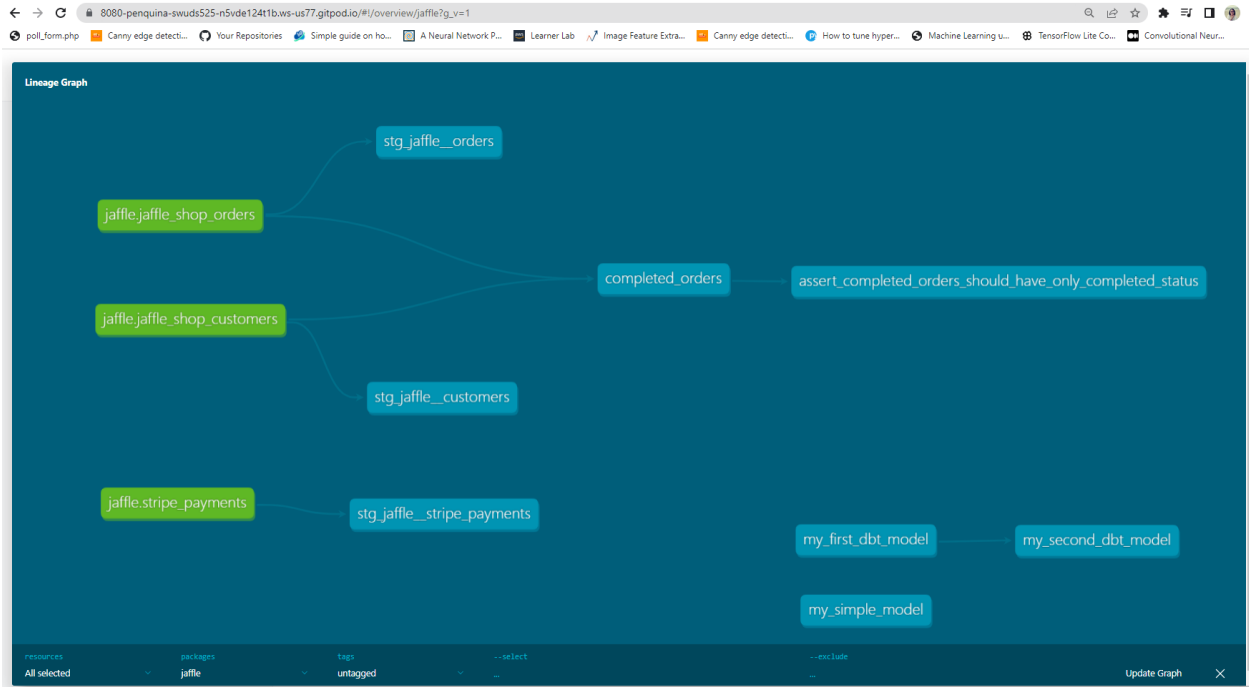 8080-penquina-swuds525-n5vde124t1b.ws-us77.gitpod.io/#!/overview/jaffle?g_v=1
poll_form.php Canny edge detecti... Your Repositories Simple guide on ho... A Neural Network P... Learner Lab Image Feature Extra... Canny edge detecti... How to tune hyper... Machine Learning u... TensorFlow Lite Co... Convolutional Neur...
Lineage Graph
stg_jaffle__orders
jaffle.jaffle_shop_orders
completed_orders
assert_completed_orders_should_have_only_completed_status
jaffle.jaffle_shop_customers
stg_jaffle__customers
jaffle.stripe_payments
stg_jaffle__stripe_payments
my_first_dbt_model
my_second_dbt_model
my_simple_model
resources packages tags --select --exclude
All selected jaffle untagged ... ... Update Graph